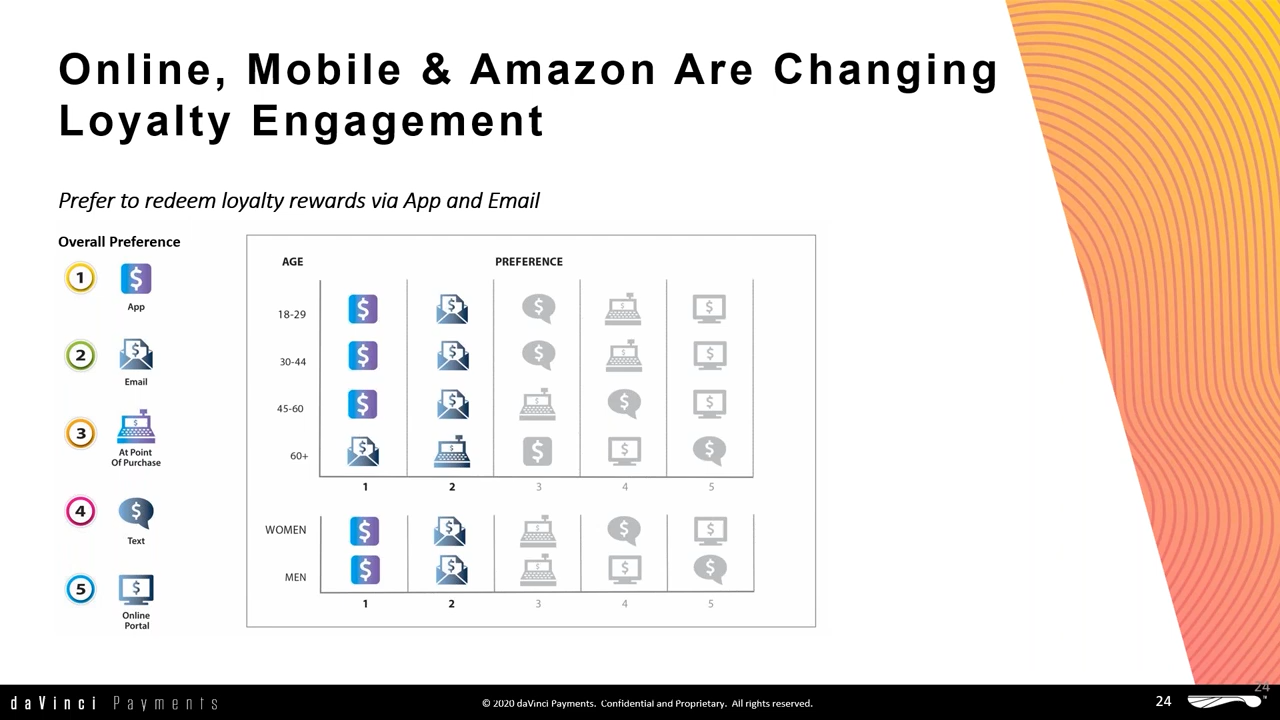 Online, Mobile & Amazon Are Changing
Loyalty Engagement
Prefer to redeem loyalty rewards via App and Email
Overall Preference
1
App
2
Email
3
At Point
Of Purchase
4
Text
5
Online
Portal
AGE PREFERENCE
18-29
30-44
45-60
60+
1 2 3 4 5
WOMEN
MEN
1 2 3 4 5
daVinci Payments
© 2020 daVinci Payments. Confidential and Proprietary. All rights reserved.
24
24